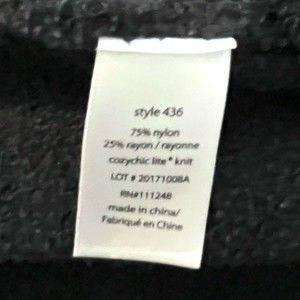 style 436
75% nylon
25% rayon / rayonne
cozychic lite® knit
LOT # 20171008A
RN#111248
made in china/
Fabriqué en Chine